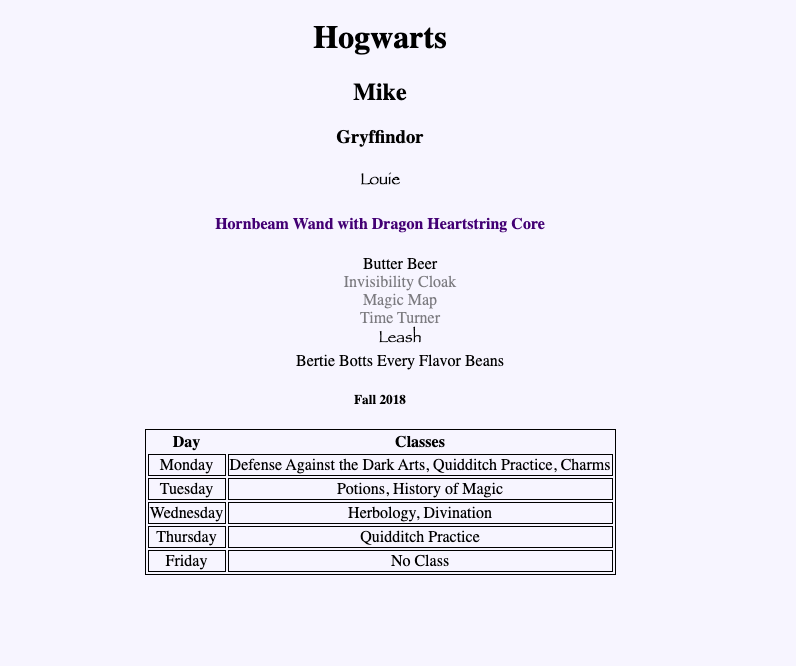 Hogwarts
Mike
Gryffindor
Louie
Hornbeam Wand with Dragon Heartstring Core
Butter Beer
Invisibility Cloak
Magic Map
Time Turner
Leash
Bertie Botts Every Flavor Beans
Fall 2018
Day Classes
Monday Defense Against the Dark Arts, Quidditch Practice, Charms
Tuesday Potions, History of Magic
Wednesday Herbology, Divination
Thursday Quidditch Practice
Friday No Class